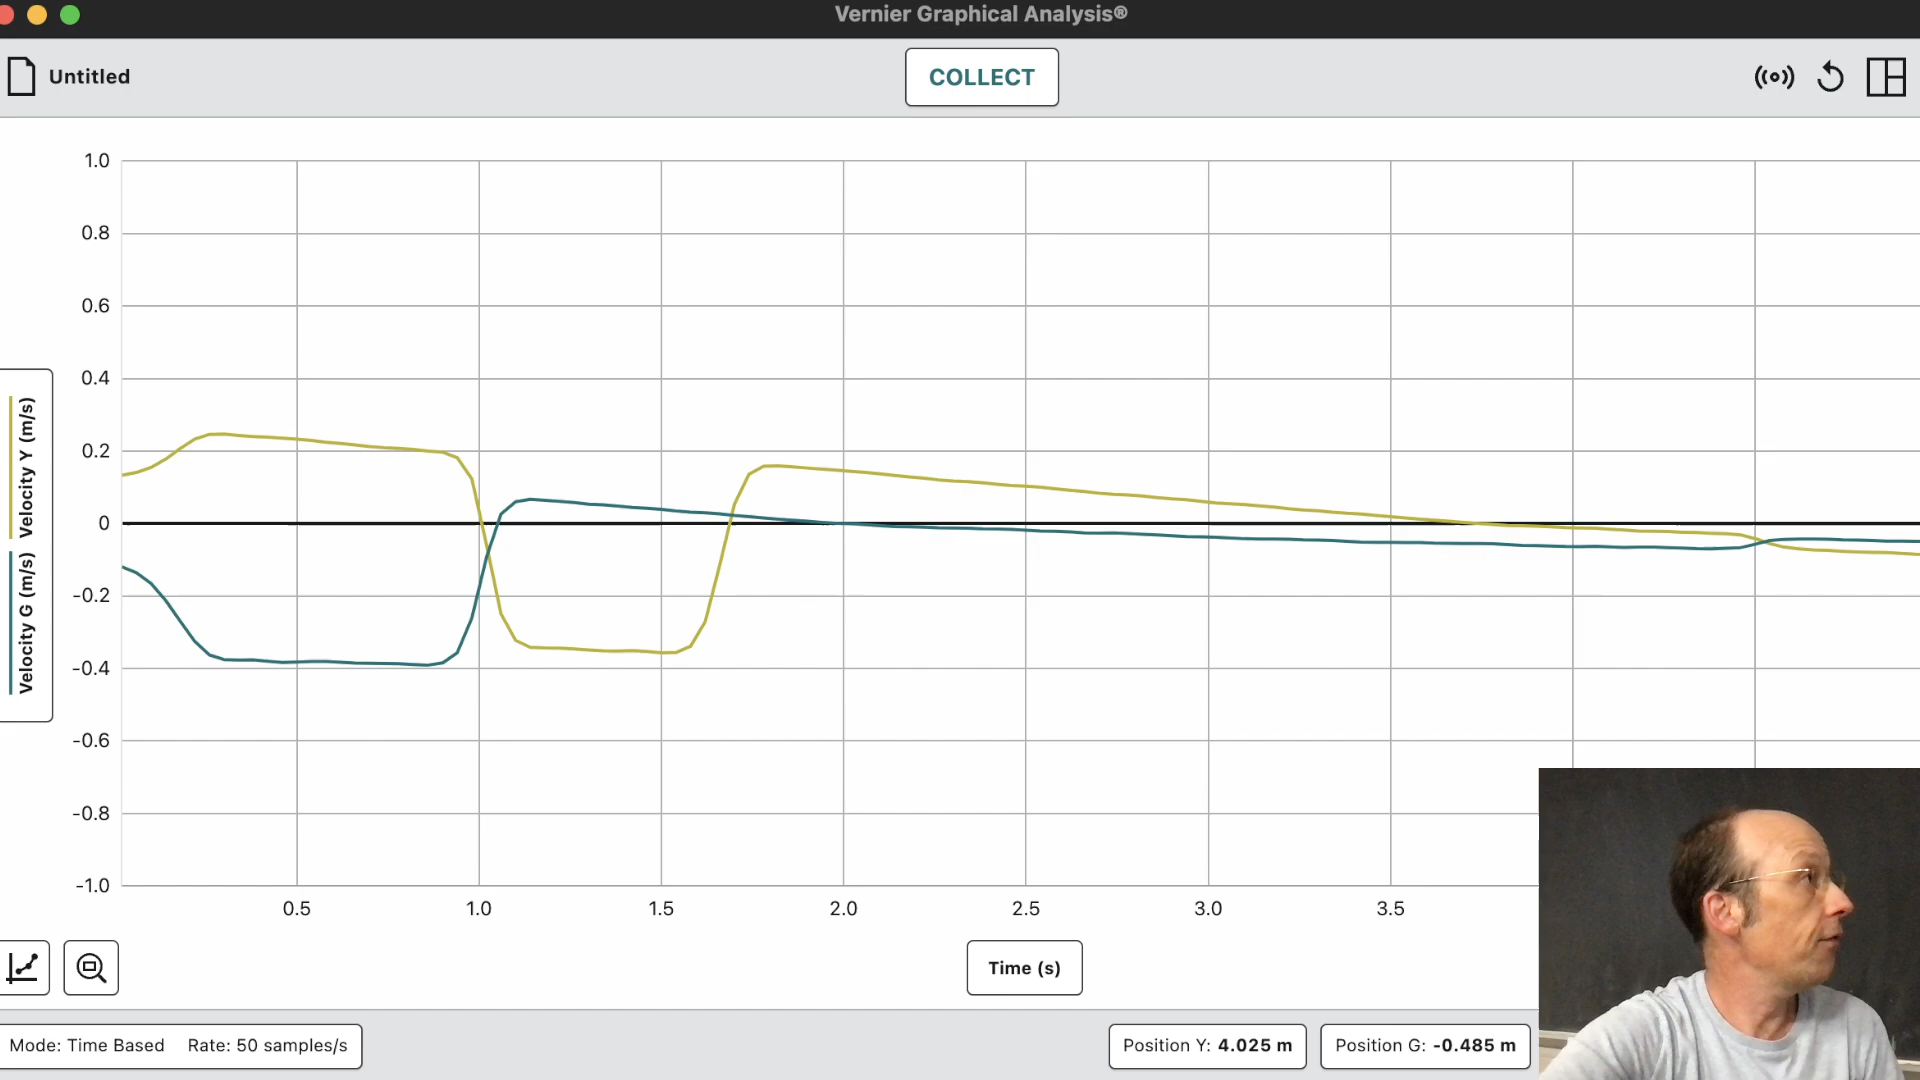 Vernier Graphical Analysis®
Untitled
COLLECT
1.0
0.8
0.6
0.4
0.2
0
-0.2
-0.4
-0.6
-0.8
-1.0
Velocity Y (m/s)
Velocity G (m/s)
0.5 1.0 1.5 2.0 2.5 3.0 3.5
Time (s)
Mode: Time Based Rate: 50 samples/s
Position Y: 4.025 m
Position G: -0.485 m